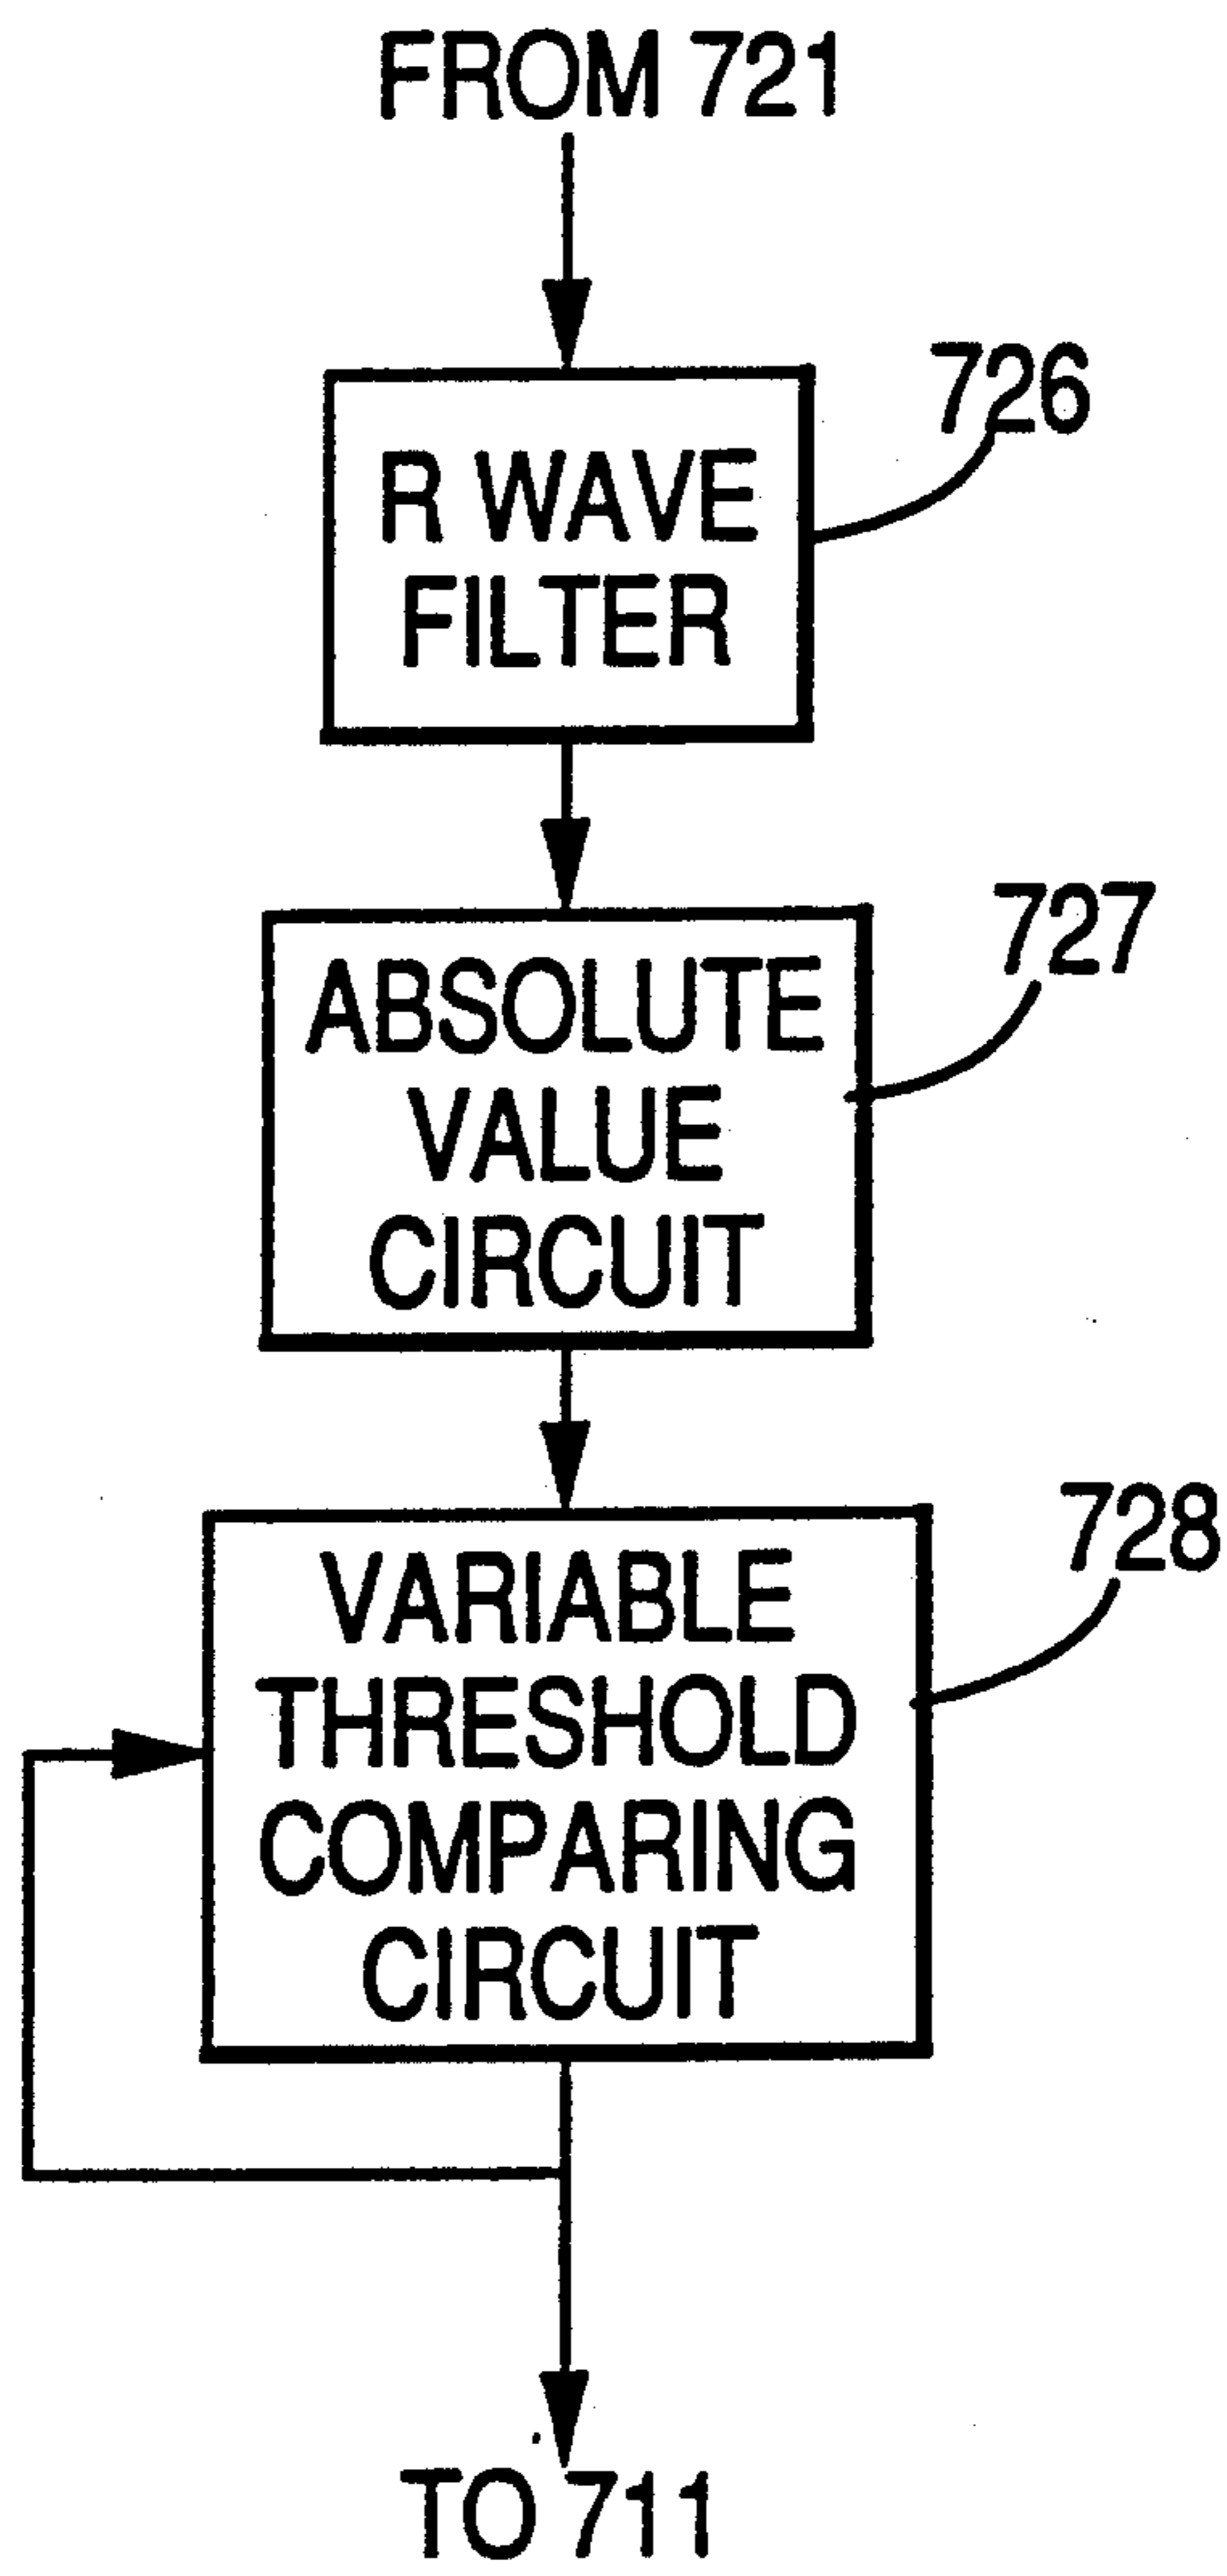 FROM 721
726
R WAVE
FILTER
727
ABSOLUTE
VALUE
CIRCUIT
728
VARIABLE
THRESHOLD
COMPARING
CIRCUIT
TO 711